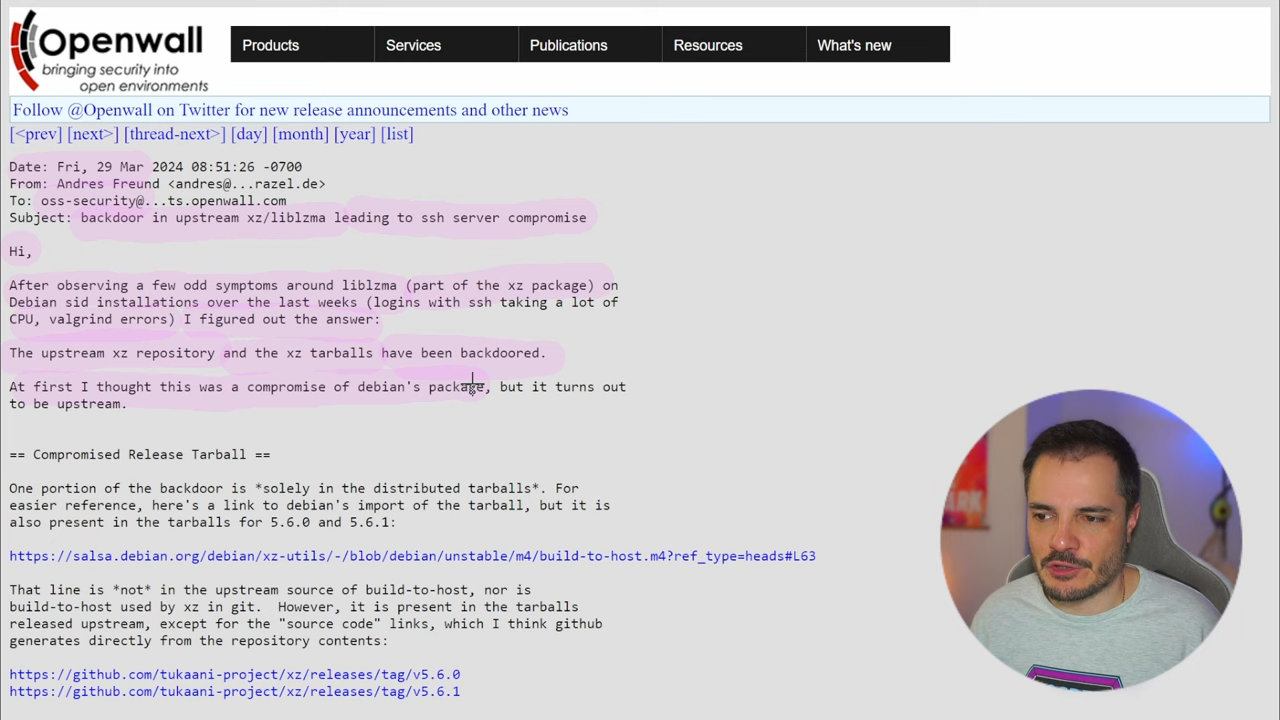 Openwall
bringing security into
open environments
Products
Services
Publications
Resources
What's new
Follow @Openwall on Twitter for new release announcements and other news
[<prev] [next>] [thread-next>] [day] [month] [year] [list]
Date: Fri, 29 Mar 2024 08:51:26 -0700
From: Andres Freund <andres@...razel.de>
To: oss-security@...ts.openwall.com
Subject: backdoor in upstream xz/liblzma leading to ssh server compromise
Hi,
After observing a few odd symptoms around liblzma (part of the xz package) on
Debian sid installations over the last weeks (logins with ssh taking a lot of
CPU, valgrind errors) I figured out the answer:
The upstream xz repository and the xz tarballs have been backdoored.
At first I thought this was a compromise of debian's package, but it turns out
to be upstream.
== Compromised Release Tarball ==
One portion of the backdoor is *solely in the distributed tarballs*. For
easier reference, here's a link to debian's import of the tarball, but it is
also present in the tarballs for 5.6.0 and 5.6.1:
https://salsa.debian.org/debian/xz-utils/-/blob/debian/unstable/m4/build-to-host.m4?ref_type=heads#L63
That line is *not* in the upstream source of build-to-host, nor is
build-to-host used by xz in git.  However, it is present in the tarballs
released upstream, except for the "source code" links, which I think github
generates directly from the repository contents:
https://github.com/tukaani-project/xz/releases/tag/v5.6.0
https://github.com/tukaani-project/xz/releases/tag/v5.6.1